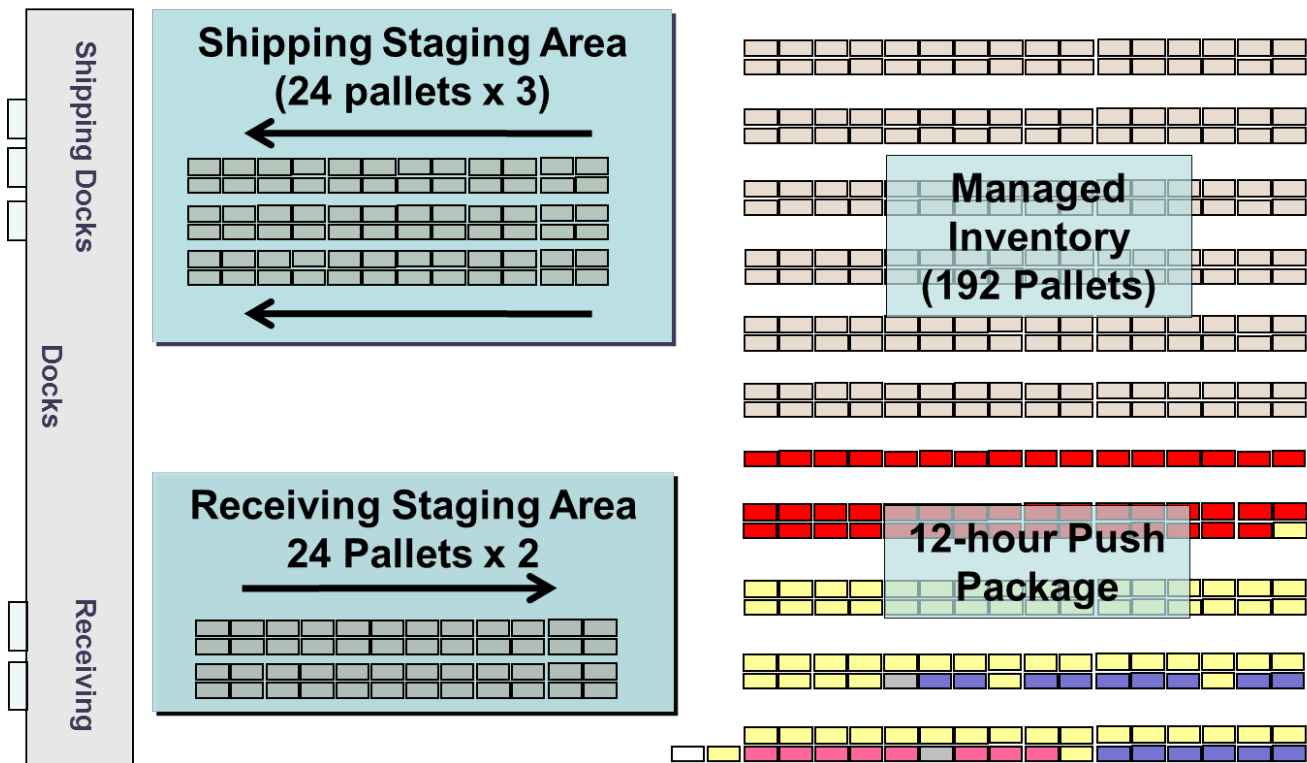 Shipping Docks
Docks
Receiving
Shipping Staging Area
(24 pallets x 3)
Receiving Staging Area
24 Pallets x 2
Managed
Inventory
(192 Pallets)
12-hour Push
Package